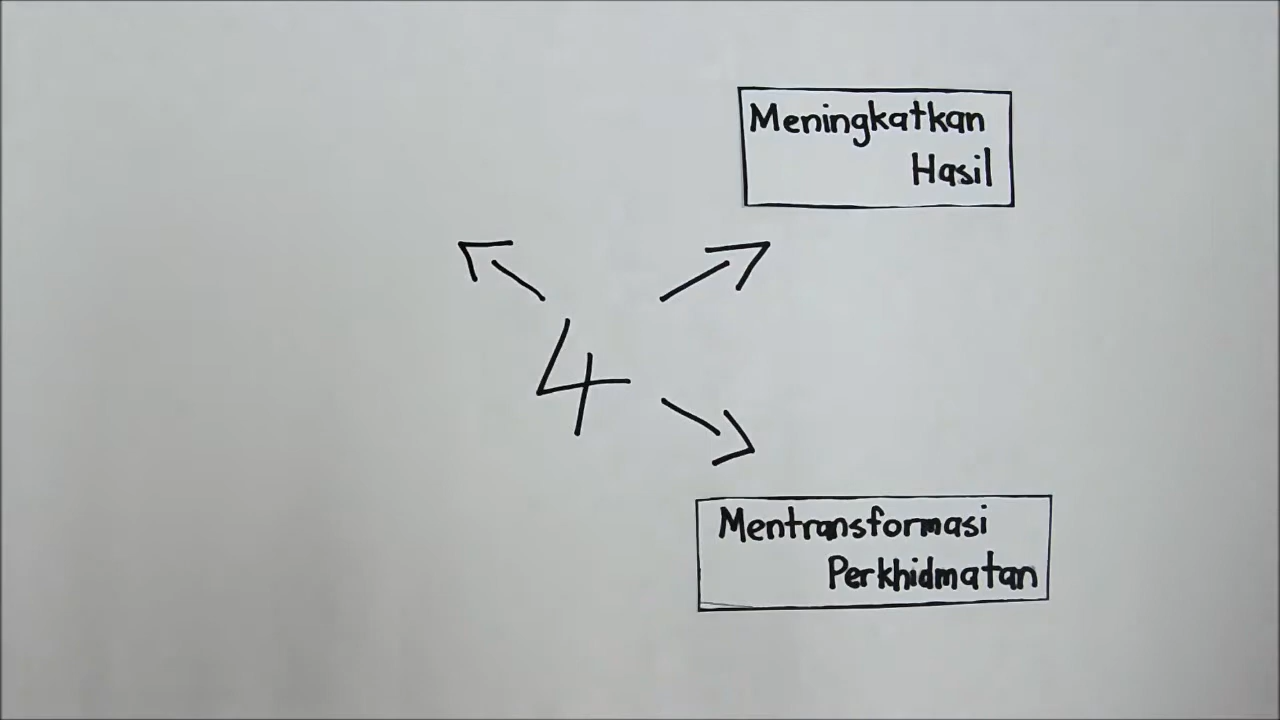 Meningkatkan
Hasil
4
Mentransformasi
Perkhidmatan